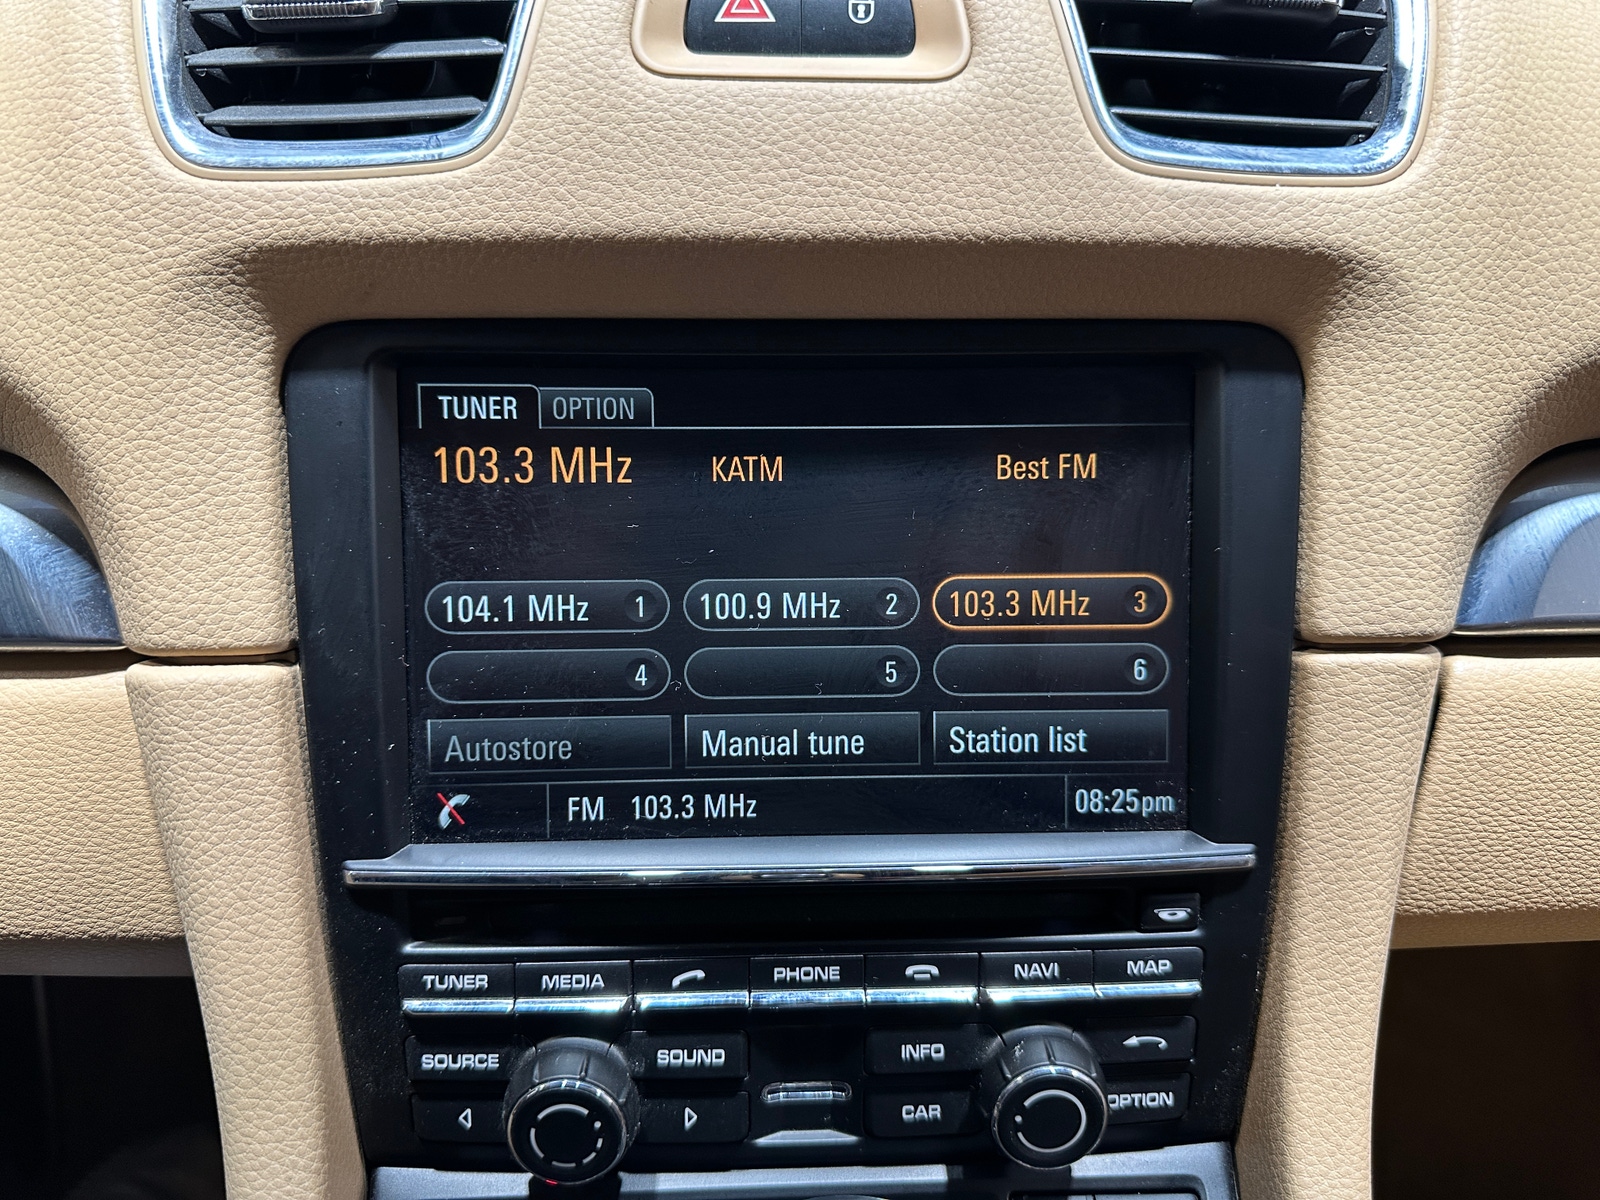 TUNER OPTION
103.3 MHz KATM Best FM
104.1 MHz 1 100.9 MHz 2 103.3 MHz 3
4 5 6
Autostore Manual tune Station list
FM 103.3 MHz 08:25pm
TUNER MEDIA PHONE NAVI MAP
SOURCE SOUND INFO
CAR OPTION